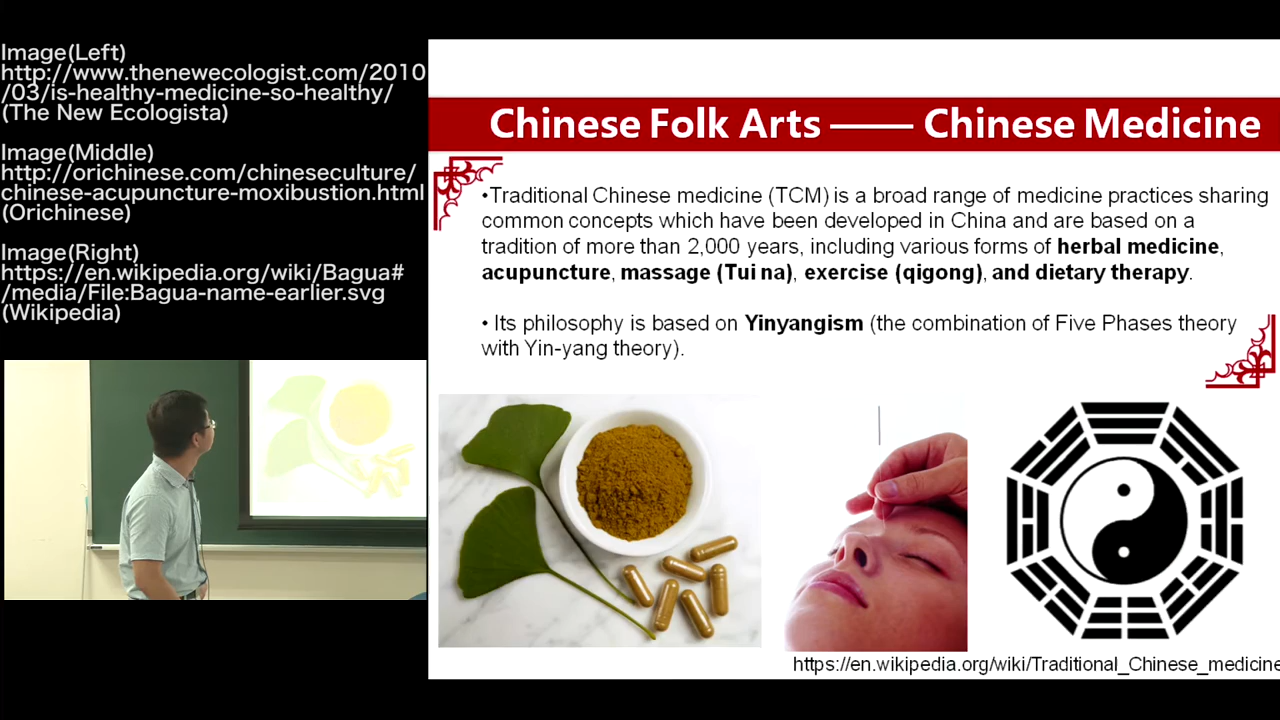 Image(Left)
http://www.thenewecologist.com/2010
/03/is-healthy-medicine-so-healthy/
(The New Ecologista)
Image(Middle)
http://orichinese.com/chineseculture/
chinese-acupuncture-moxibustion.html
(Orichinese)
Image(Right)
https://en.wikipedia.org/wiki/Bagua#
/media/File:Bagua-name-earlier.svg
(Wikipedia)
Chinese Folk Arts —— Chinese Medicine
•Traditional Chinese medicine (TCM) is a broad range of medicine practices sharing
common concepts which have been developed in China and are based on a
tradition of more than 2,000 years, including various forms of herbal medicine,
acupuncture, massage (Tui na), exercise (qigong), and dietary therapy.
• Its philosophy is based on Yinyangism (the combination of Five Phases theory
with Yin-yang theory).
https://en.wikipedia.org/wiki/Traditional_Chinese_medicine